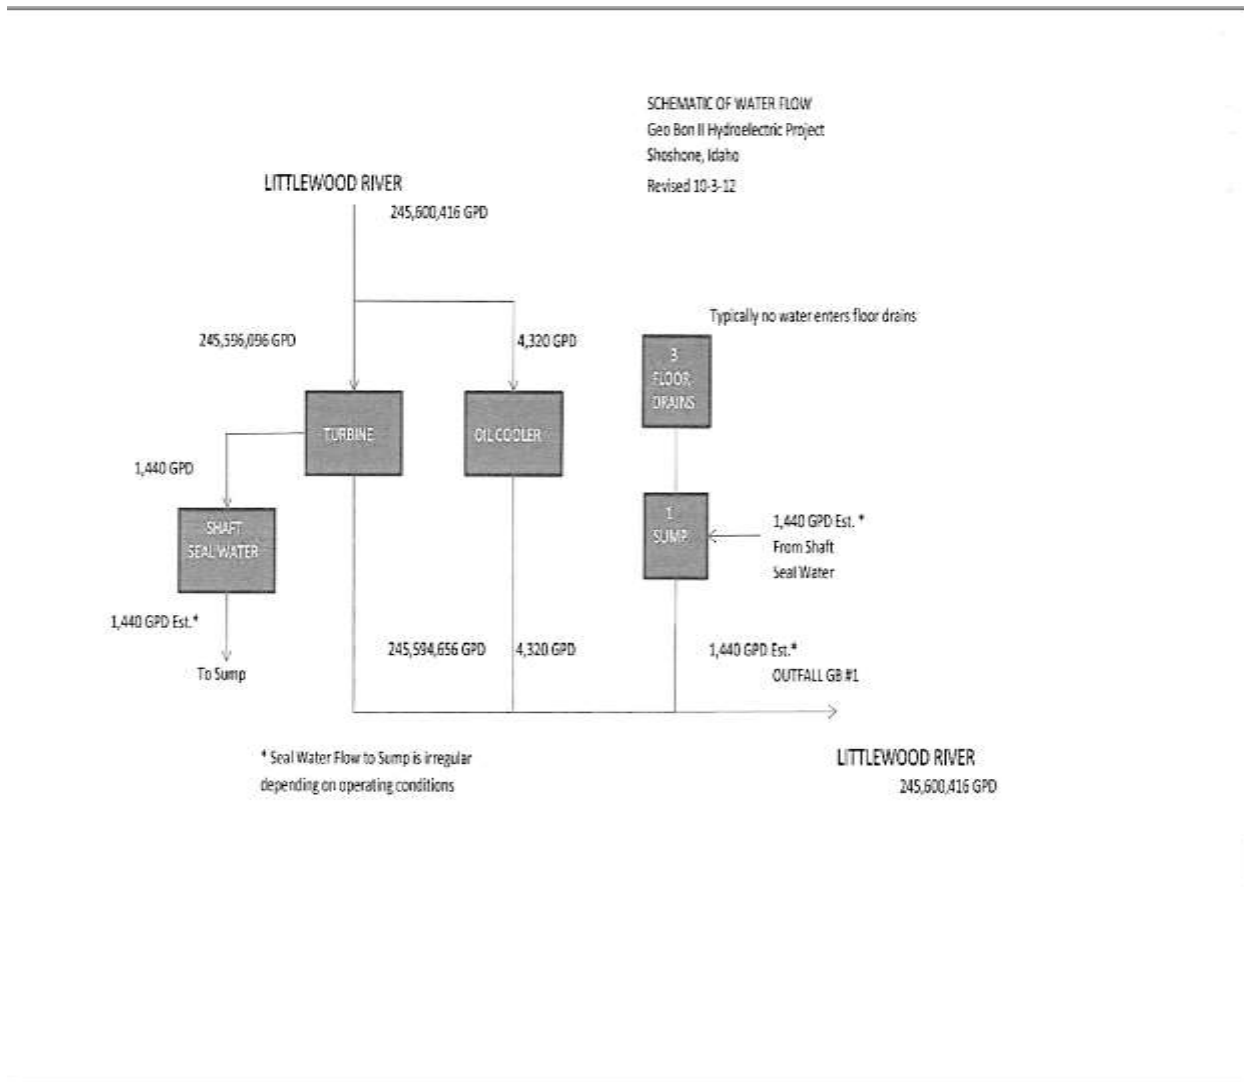 SCHEMATIC OF WATER FLOW
Geo Bon II Hydroelectric Project
Shoshone, Idaho
Revised 10-3-12
LITTLEWOOD RIVER
245,600,416 GPD
Typically no water enters floor drains
245,596,096 GPD
4,320 GPD
3
FLOOR
DRAINS
TURBINE
OIL COOLER
1,440 GPD
SHAFT
SEAL WATER
1
SUMP
1,440 GPD Est. *
From Shaft
Seal Water
1,440 GPD Est.*
To Sump
245,594,656 GPD
4,320 GPD
1,440 GPD Est.*
OUTFALL GB #1
* Seal Water Flow to Sump is irregular
depending on operating conditions
LITTLEWOOD RIVER
245,600,416 GPD